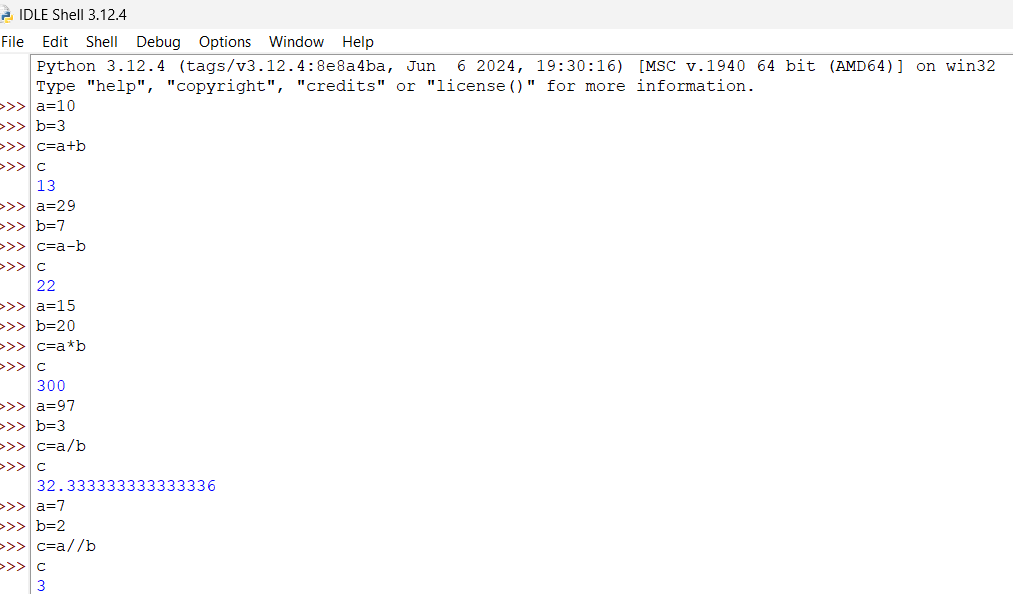 IDLE Shell 3.12.4
File Edit Shell Debug Options Window Help
Python 3.12.4 (tags/v3.12.4:8e8a4ba, Jun  6 2024, 19:30:16) [MSC v.1940 64 bit (AMD64)] on win32
Type "help", "copyright", "credits" or "license()" for more information.
>>> a=10
>>> b=3
>>> c=a+b
>>> c
13
>>> a=29
>>> b=7
>>> c=a-b
>>> c
22
>>> a=15
>>> b=20
>>> c=a*b
>>> c
300
>>> a=97
>>> b=3
>>> c=a/b
>>> c
32.333333333333336
>>> a=7
>>> b=2
>>> c=a//b
>>> c
3